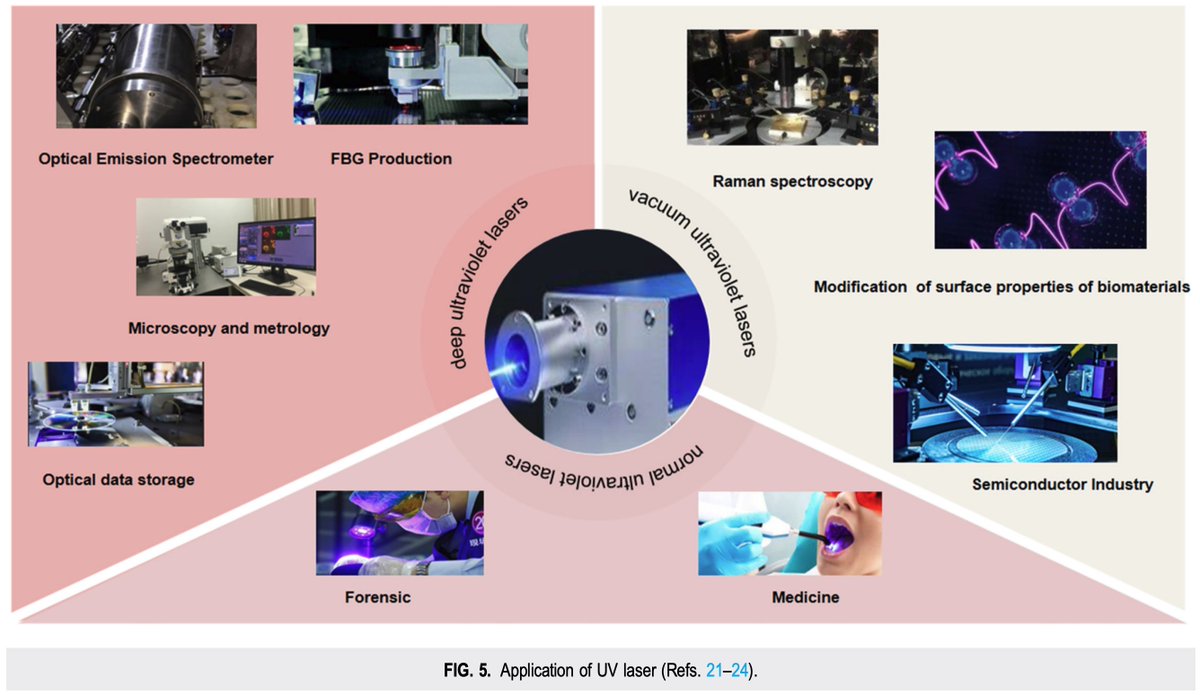 Optical Emission Spectrometer
FBG Production
Microscopy and metrology
Optical data storage
deep ultraviolet lasers
vacuum ultraviolet lasers
normal ultraviolet lasers
Raman spectroscopy
Modification of surface properties of biomaterials
Semiconductor Industry
Forensic
Medicine
FIG. 5. Application of UV laser (Refs. 21–24).